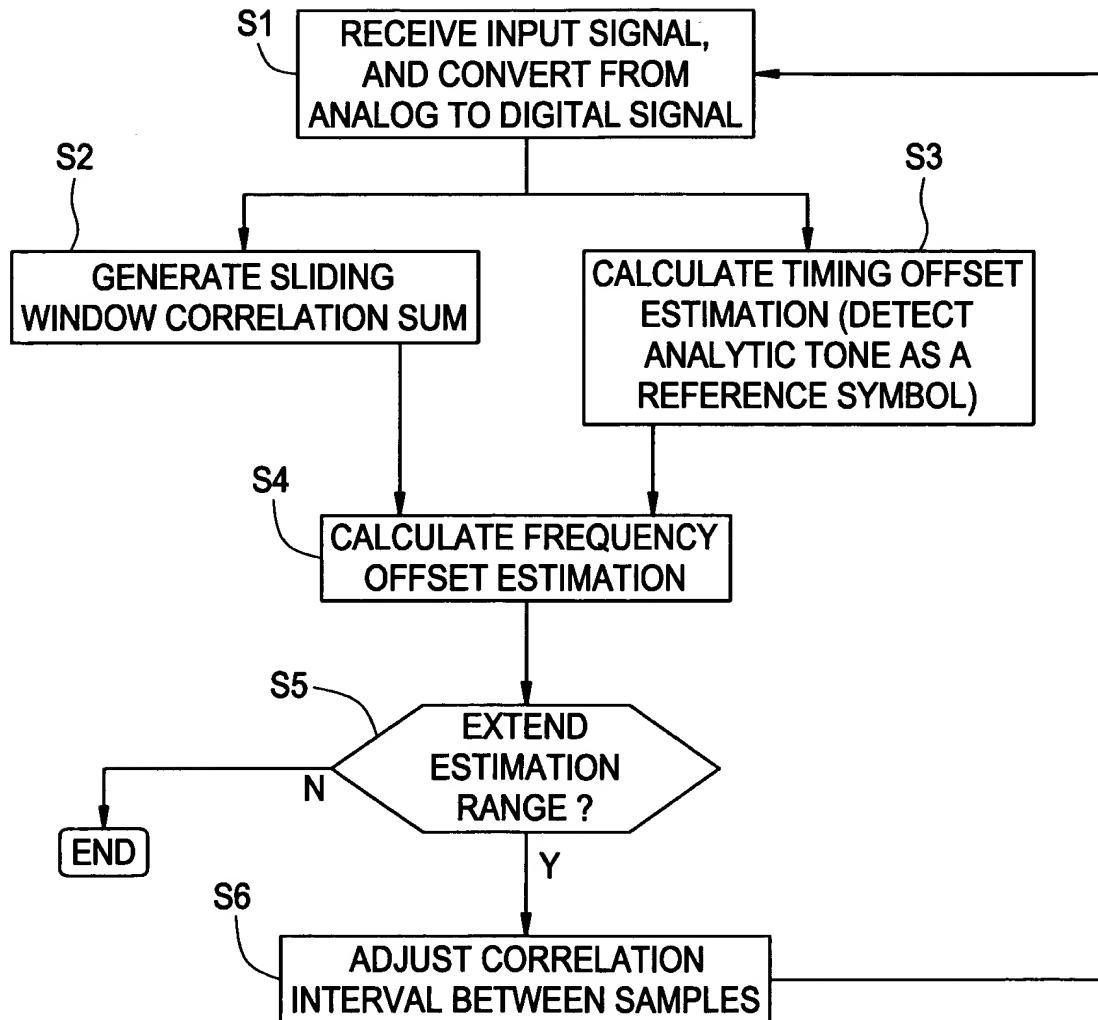 S1
RECEIVE INPUT SIGNAL,
AND CONVERT FROM
ANALOG TO DIGITAL SIGNAL
S2
GENERATE SLIDING
WINDOW CORRELATION SUM
S3
CALCULATE TIMING OFFSET
ESTIMATION (DETECT
ANALYTIC TONE AS A
REFERENCE SYMBOL)
S4
CALCULATE FREQUENCY
OFFSET ESTIMATION
S5
EXTEND
ESTIMATION
RANGE ?
N
END
Y
S6
ADJUST CORRELATION
INTERVAL BETWEEN SAMPLES